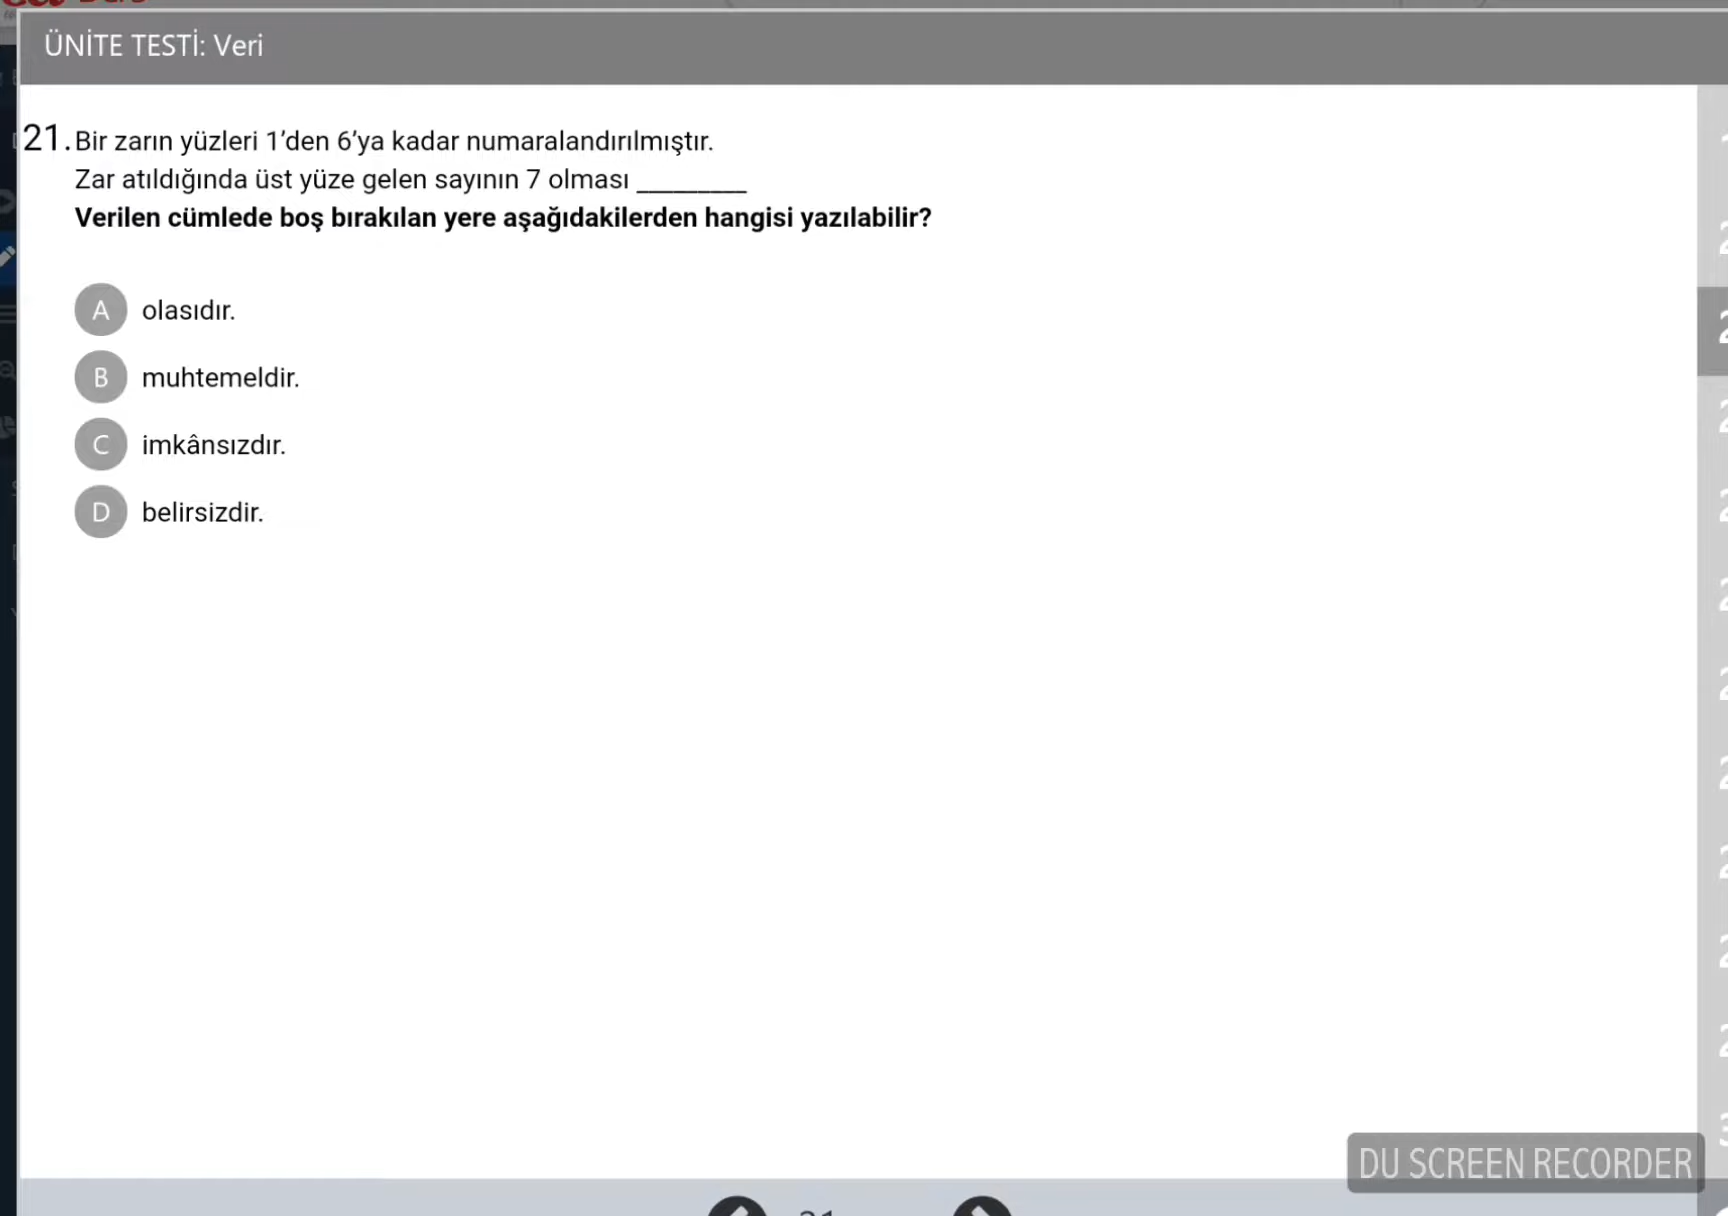 ÜNİTE TESTİ: Veri
21. Bir zarın yüzleri 1’den 6’ya kadar numaralandırılmıştır.
Zar atıldığında üst yüze gelen sayının 7 olması _________
Verilen cümlede boş bırakılan yere aşağıdakilerden hangisi yazılabilir?
A olasıdır.
B muhtemeldir.
C imkânsızdır.
D belirsizdir.
DU SCREEN RECORDER